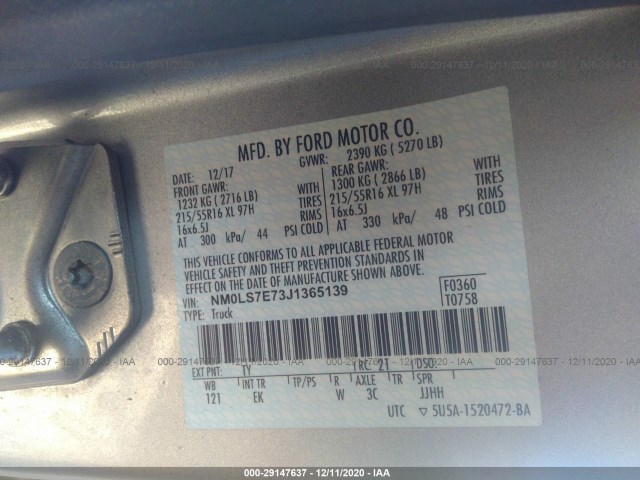 000-29147637 - 12/11/2020 - IAA 000-29147637 - 12/11/2020 - IAA
MFD. BY FORD MOTOR CO.
DATE: 12/17 GVWR: 2390 KG ( 5270 LB)
FRONT GAWR: WITH REAR GAWR: WITH
1232 KG ( 2716 LB) TIRES 1300 KG ( 2866 LB) TIRES
215/55R16 XL 97H RIMS 215/55R16 XL 97H RIMS
16x6.5J 16x6.5J
AT 300 kPa/ 44 PSI COLD AT 330 kPa/ 48 PSI COLD
THIS VEHICLE CONFORMS TO ALL APPLICABLE FEDERAL MOTOR
VEHICLE SAFETY AND THEFT PREVENTION STANDARDS IN
EFFECT ON THE DATE OF MANUFACTURE SHOWN ABOVE.
VIN: NM0LS7E73J1365139 F0360
TYPE: Truck T0758
000-29147637 - 12/11/2020 - IAA
EXT PNT: TY RC: 21 DSO:
WB INT TR TP/PS R AXLE TR SPR
121 EK W 3C JJHH
UTC ▽5U5A-1520472-BA
000-29147637 - 12/11/2020 - IAA